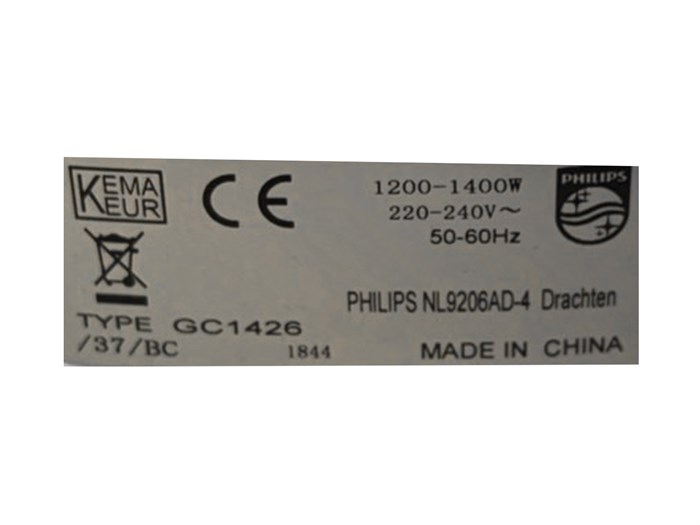 KEMA
KEUR
CE
1200-1400W
220-240V~
50-60Hz
PHILIPS
PHILIPS NL9206AD-4 Drachten
TYPE GC1426
/37/BC
1844
MADE IN CHINA